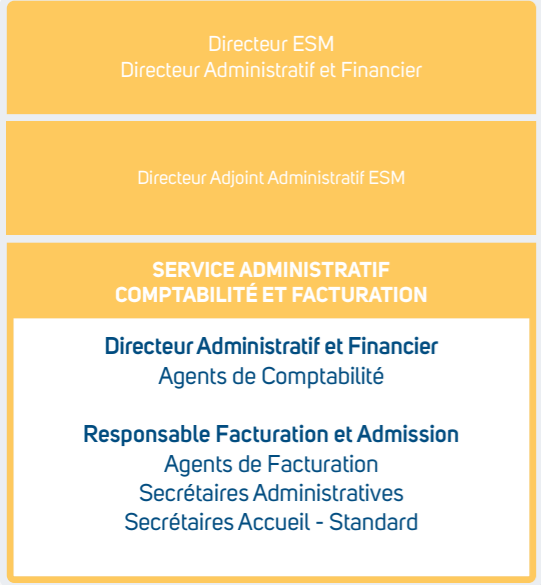 Directeur ESM
Directeur Administratif et Financier
Directeur Adjoint Administratif ESM
SERVICE ADMINISTRATIF
COMPTABILITÉ ET FACTURATION
Directeur Administratif et Financier
Agents de Comptabilité
Responsable Facturation et Admission
Agents de Facturation
Secrétaires Administratives
Secrétaires Accueil - Standard